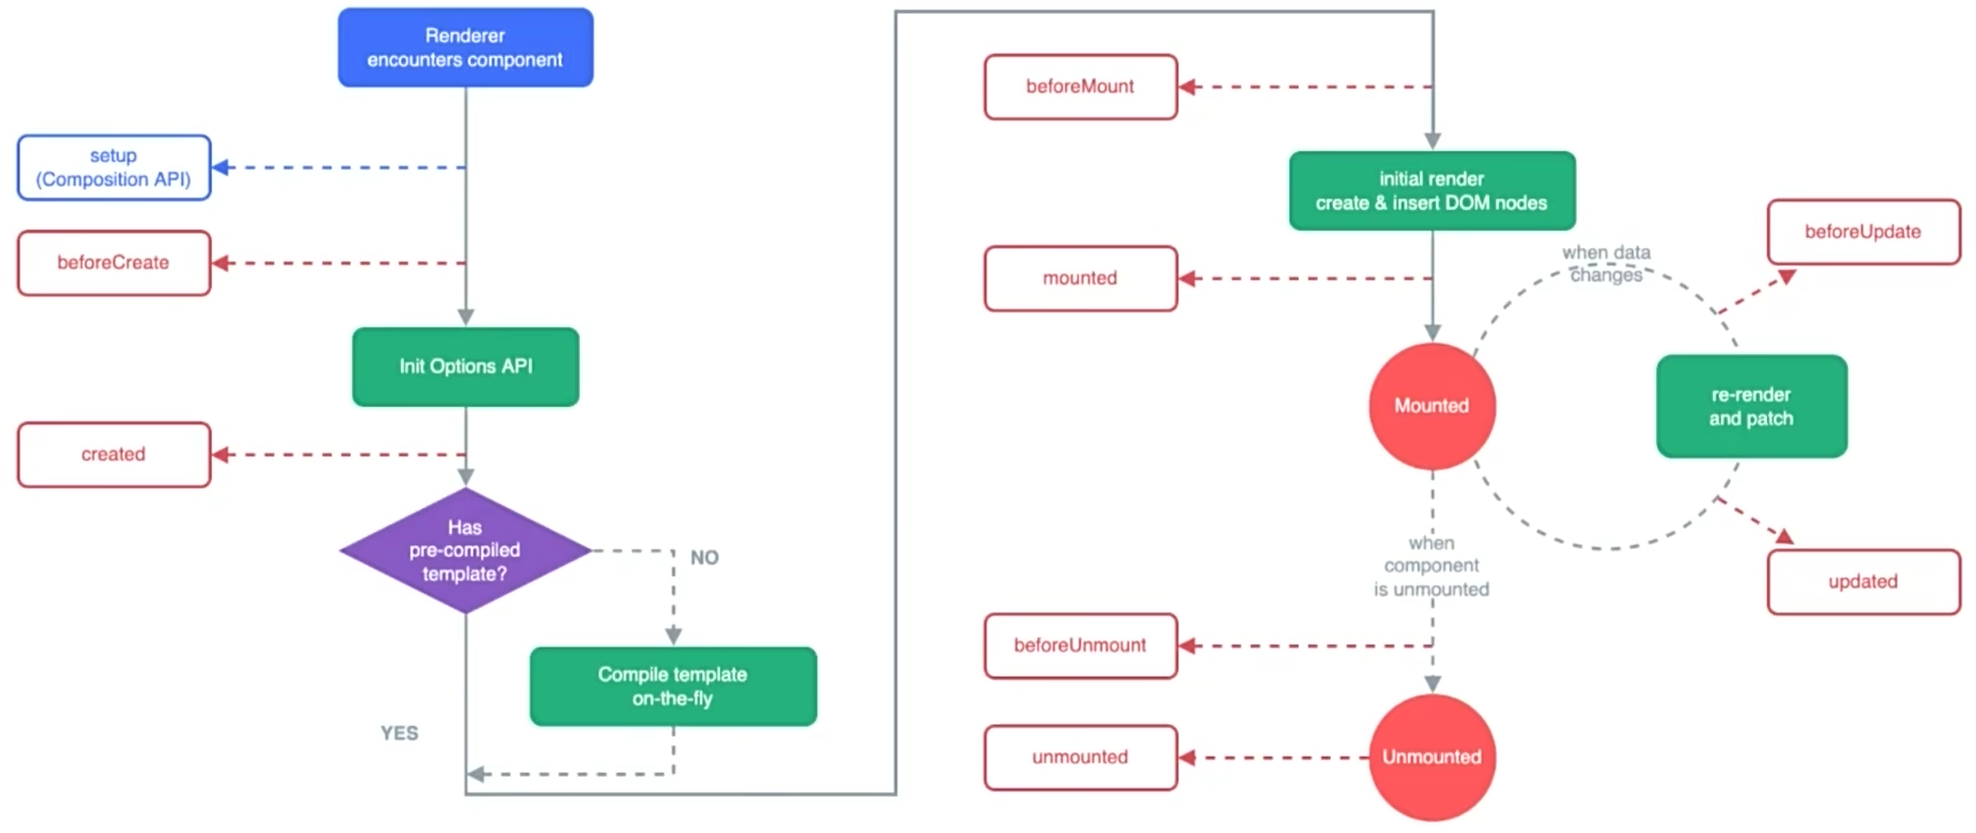 Renderer
encounters component
setup
(Composition API)
beforeCreate
Init Options API
created
Has
pre-compiled
template?
NO
Compile template
on-the-fly
YES
beforeMount
initial render
create & insert DOM nodes
mounted
when data
changes
beforeUpdate
Mounted
re-render
and patch
when
component
is unmounted
updated
beforeUnmount
unmounted
Unmounted